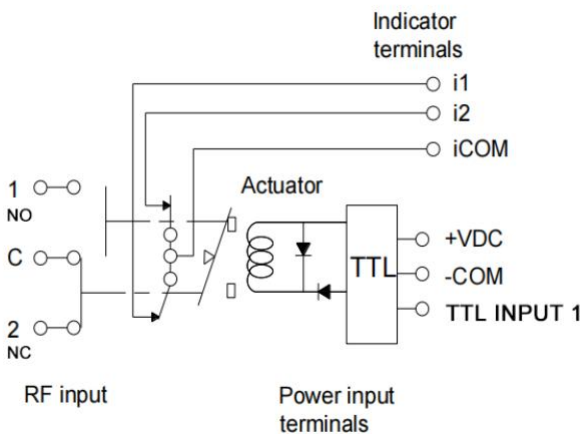 Indicator
terminals
i1
i2
iCOM
Actuator
1
NO
C
2
NC
TTL
+VDC
-COM
TTL INPUT 1
RF input
Power input
terminals